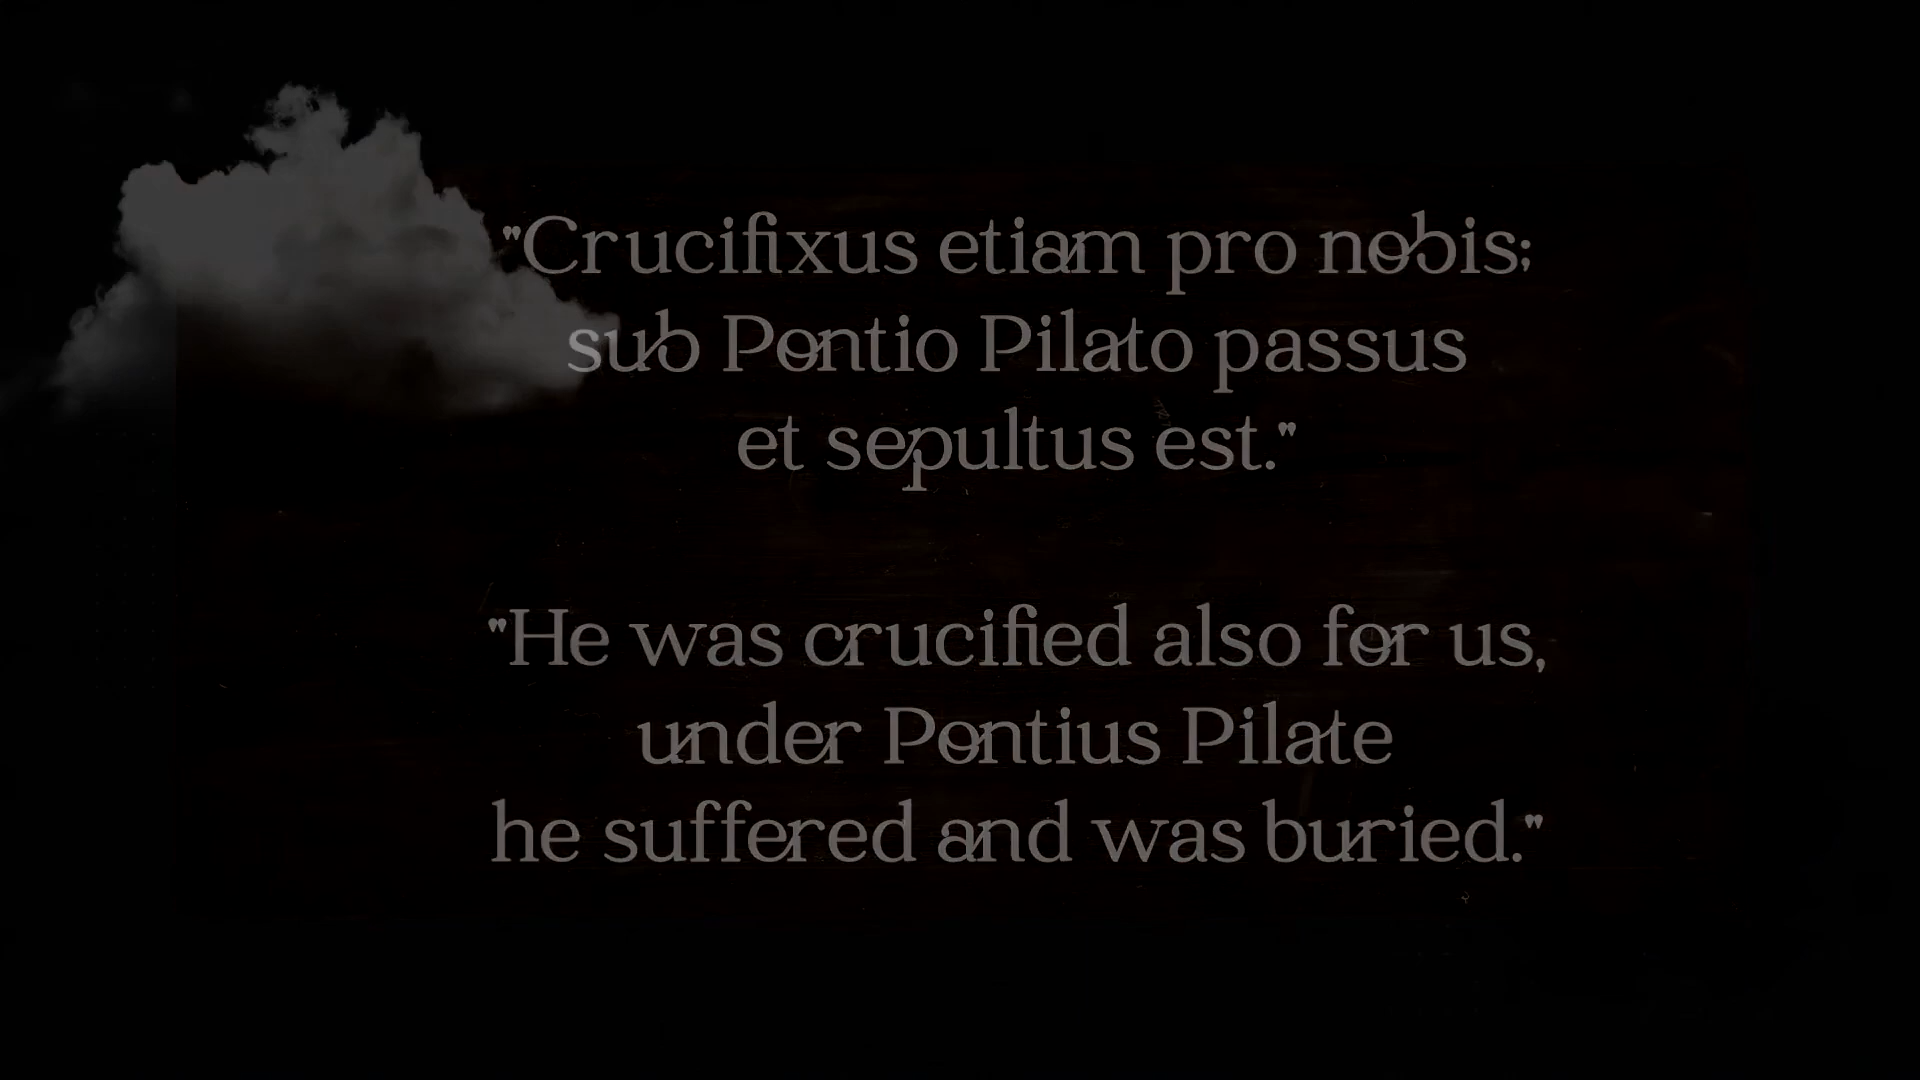 "Crucifixus etiam pro nobis;
sub Pontio Pilato passus
et sepultus est."
"He was crucified also for us,
under Pontius Pilate
he suffered and was buried."